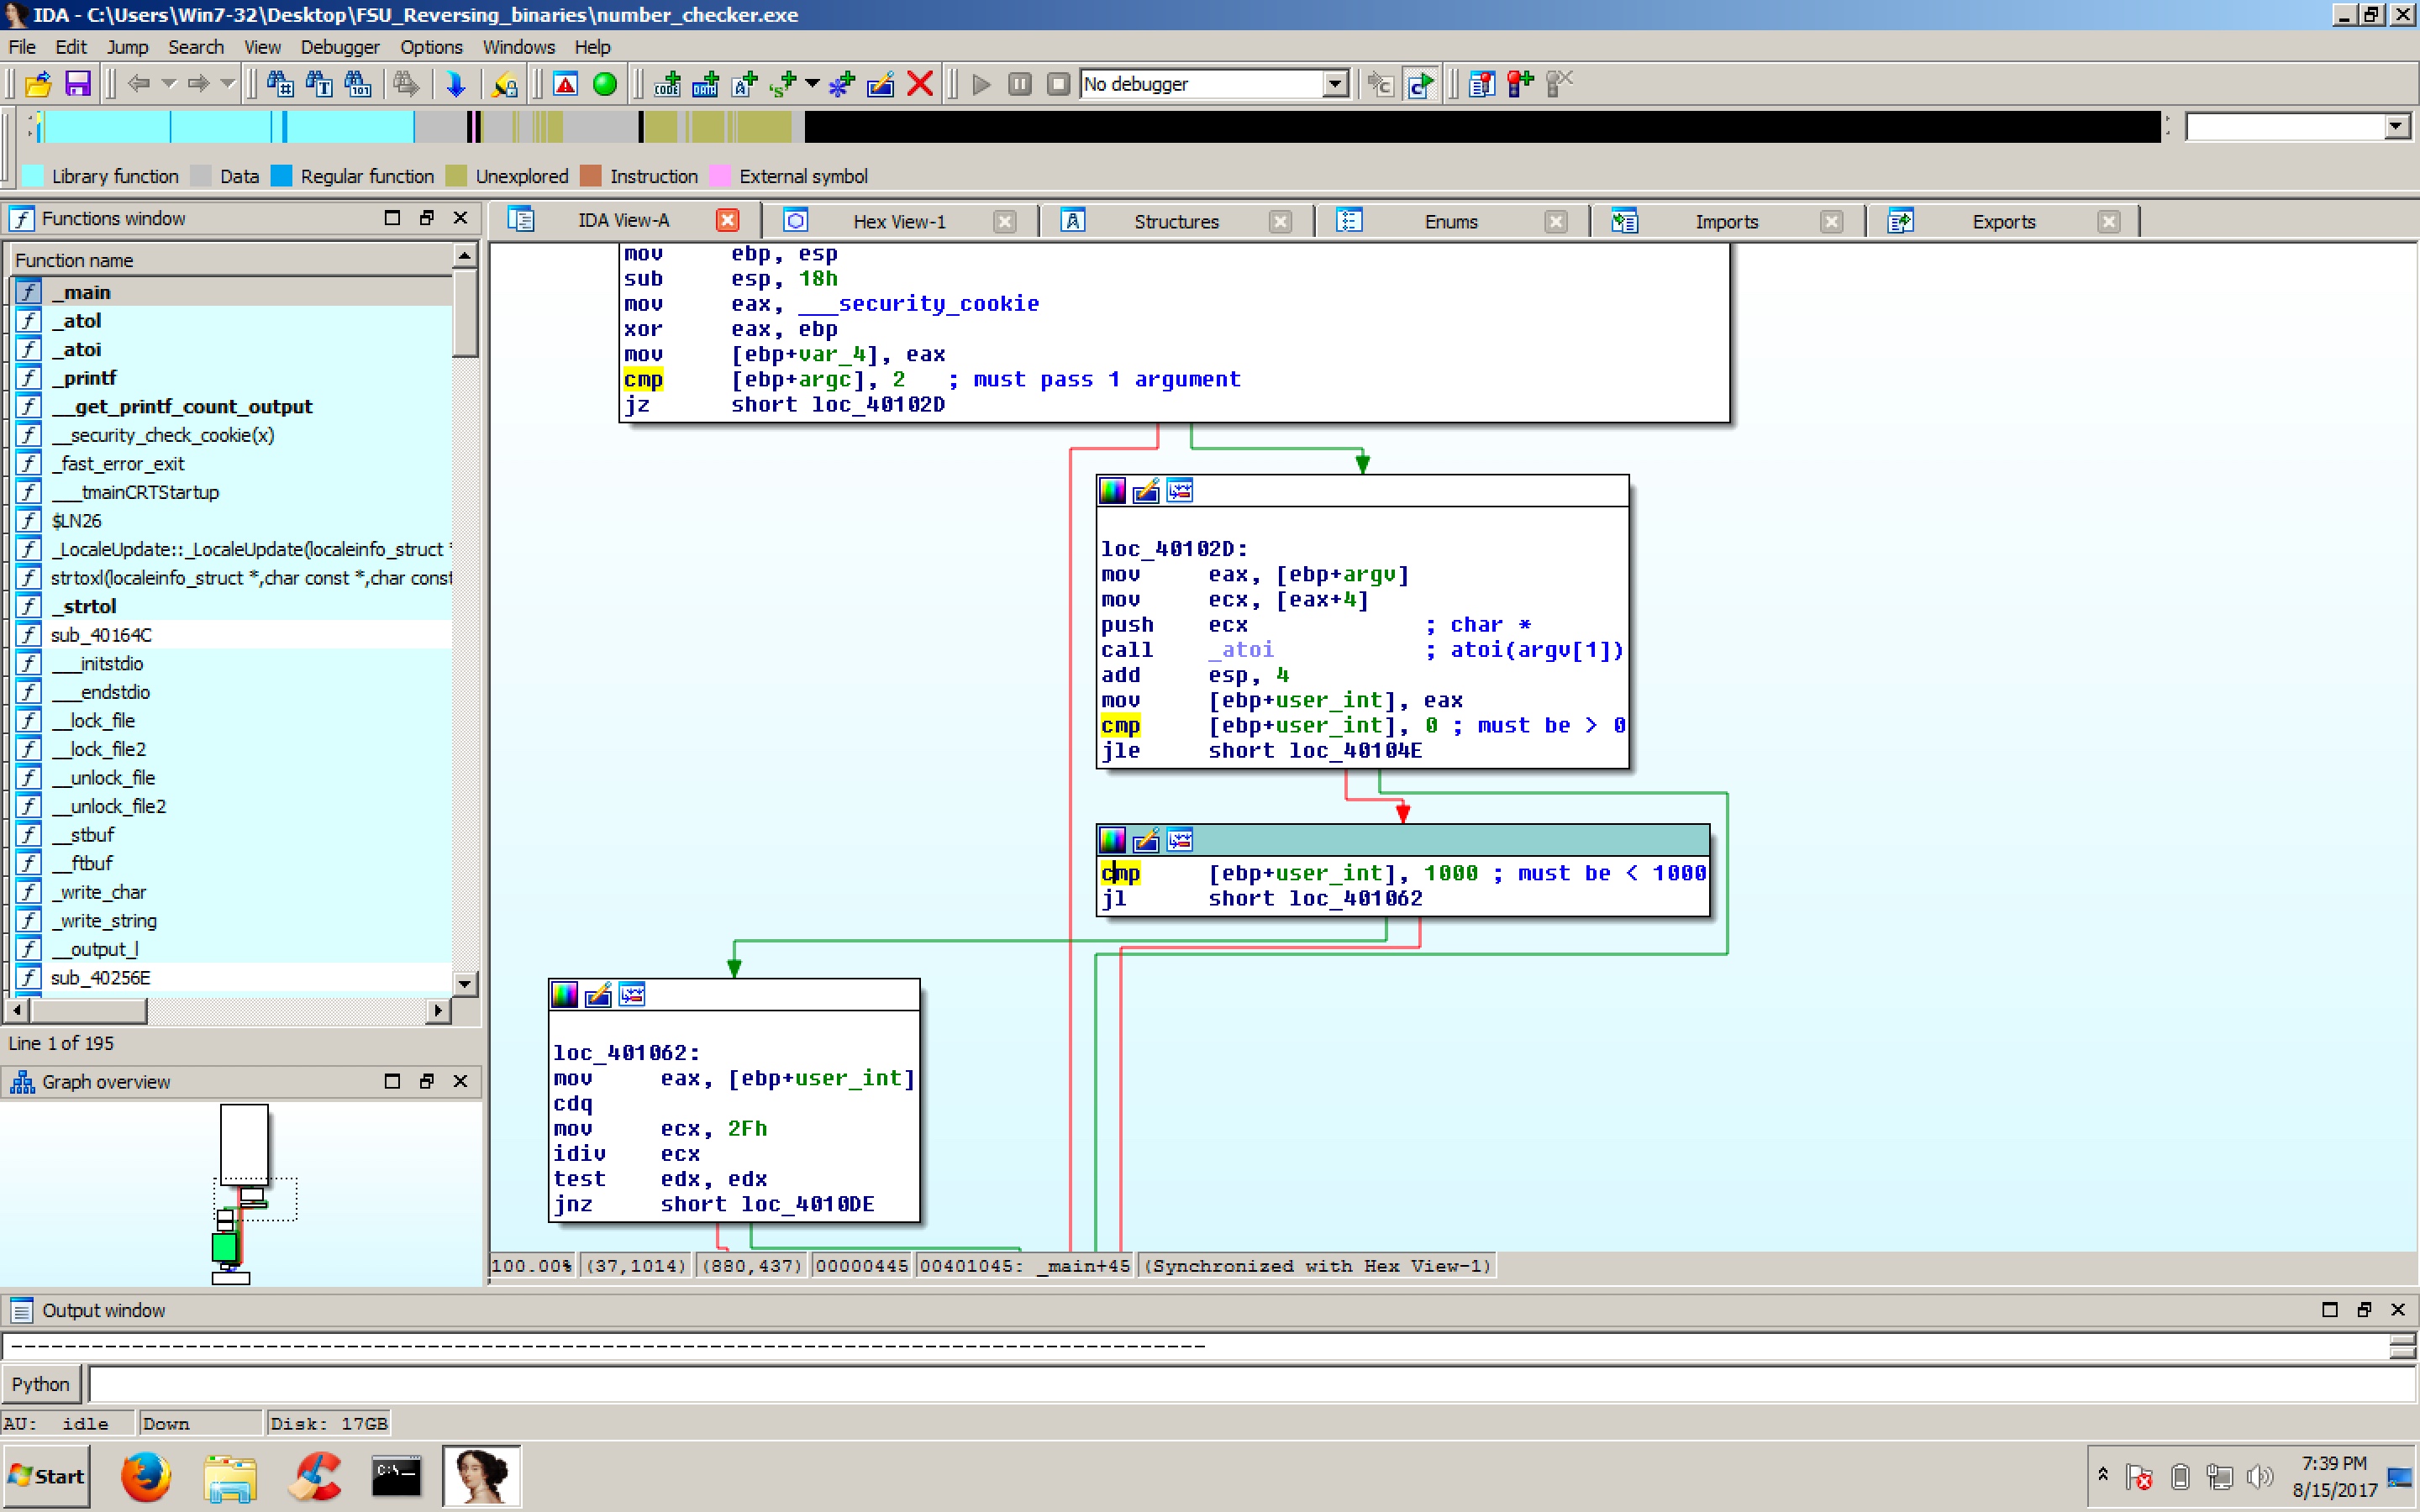 IDA - C:\Users\Win7-32\Desktop\FSU_Reversing_binaries\number_checker.exe
File Edit Jump Search View Debugger Options Windows Help
No debugger
Library function Data Regular function Unexplored Instruction External symbol
Functions window
Function name
_main
_atol
_atoi
_printf
__get_printf_count_output
__security_check_cookie(x)
_fast_error_exit
___tmainCRTStartup
$LN26
_LocaleUpdate::_LocaleUpdate(localeinfo_struct *
strtoxl(localeinfo_struct *,char const *,char const
_strtol
sub_40164C
___initstdio
___endstdio
__lock_file
__lock_file2
__unlock_file
__unlock_file2
__stbuf
__ftbuf
_write_char
_write_string
__output_l
sub_40256E
Line 1 of 195
Graph overview
IDA View-A Hex View-1 Structures Enums Imports Exports
mov ebp, esp
sub esp, 18h
mov eax, ___security_cookie
xor eax, ebp
mov [ebp+var_4], eax
cmp [ebp+argc], 2 ; must pass 1 argument
jz short loc_40102D
loc_40102D:
mov eax, [ebp+argv]
mov ecx, [eax+4]
push ecx ; char *
call _atoi ; atoi(argv[1])
add esp, 4
mov [ebp+user_int], eax
cmp [ebp+user_int], 0 ; must be > 0
jle short loc_40104E
cmp [ebp+user_int], 1000 ; must be < 1000
jl short loc_401062
loc_401062:
mov eax, [ebp+user_int]
cdq
mov ecx, 2Fh
idiv ecx
test edx, edx
jnz short loc_4010DE
100.00% (37,1014) (880,437) 00000445 00401045: _main+45 (Synchronized with Hex View-1)
Output window
Python
AU: idle Down Disk: 17GB
Start
7:39 PM
8/15/2017